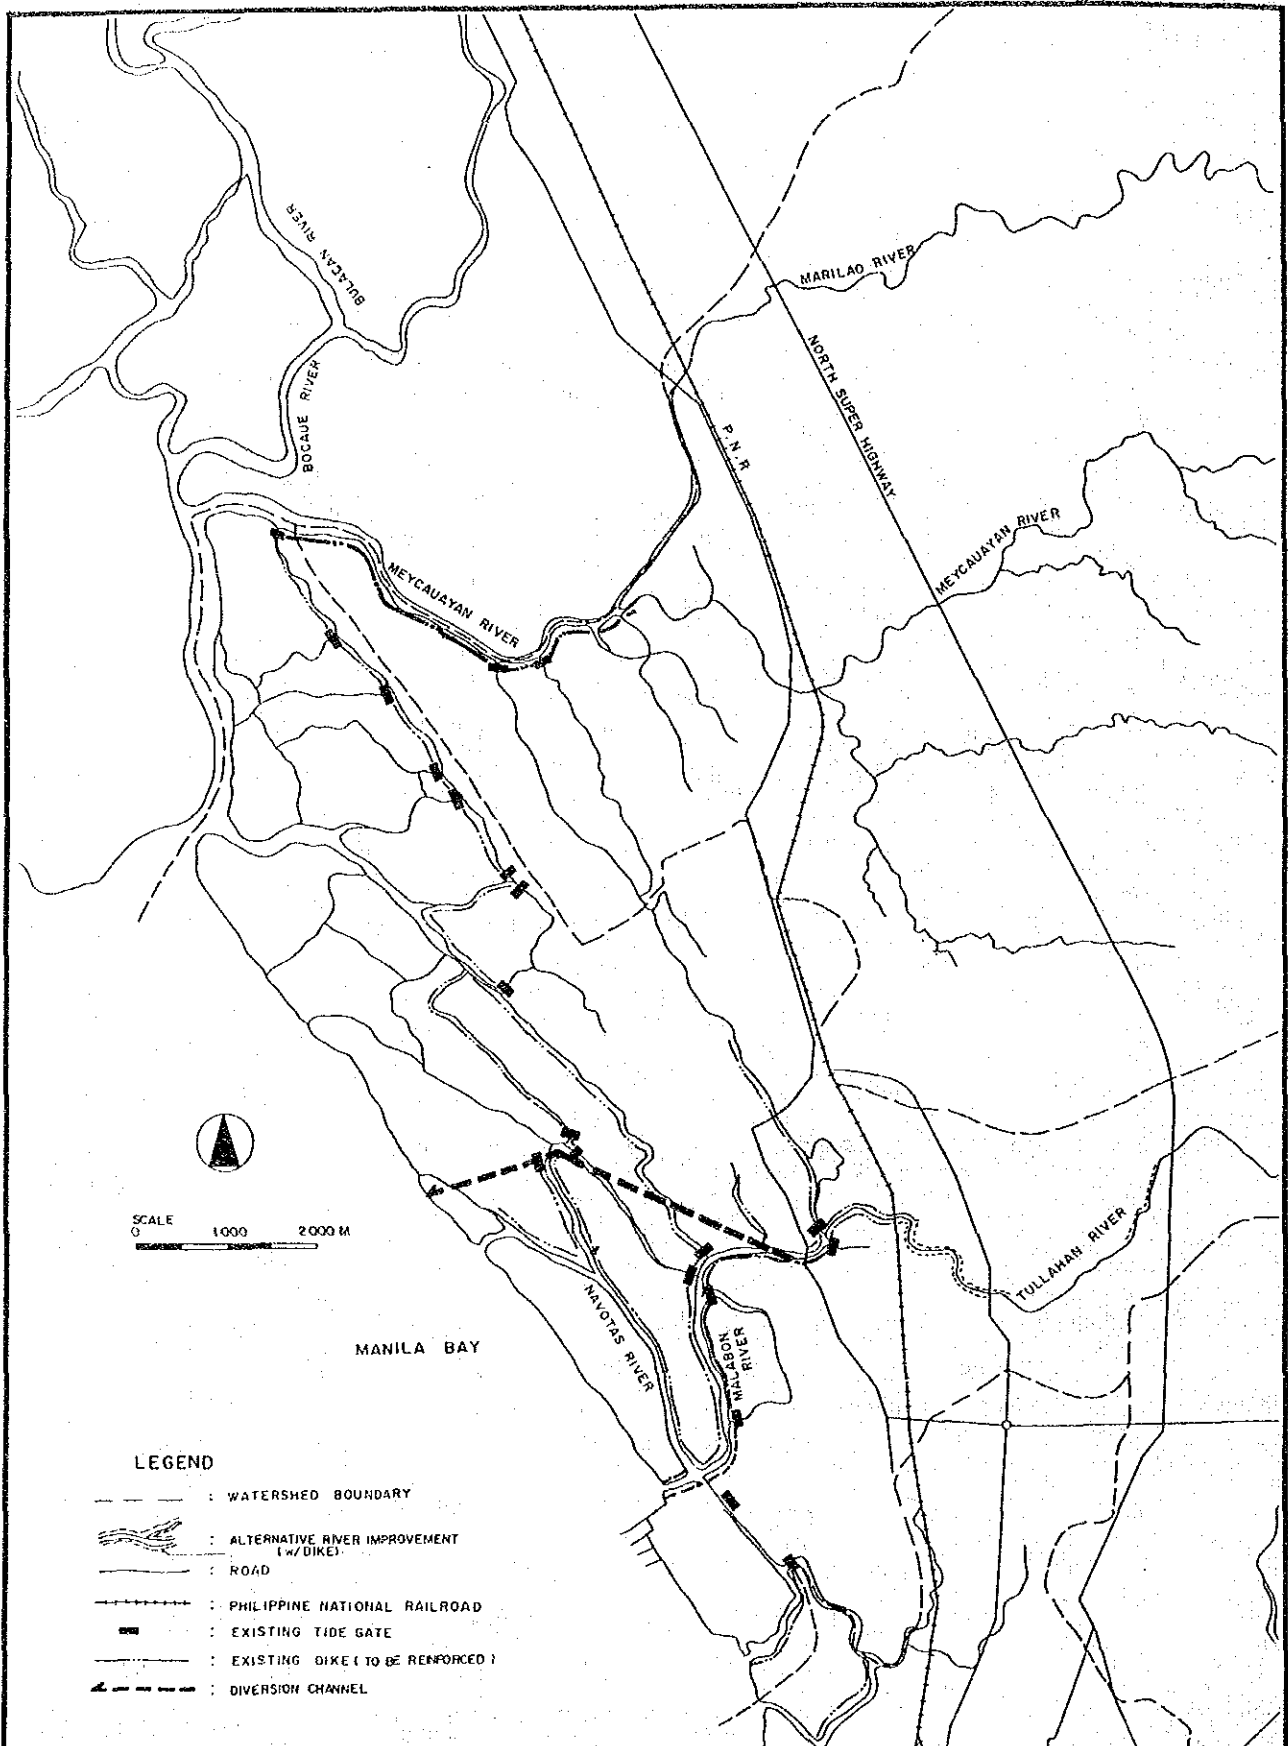 BULACAN RIVER
MARILAO RIVER
NORTH SUPER HIGHWAY
BOCAUE RIVER
P.N.R
MEYCAUAYAN RIVER
MEYCAUAYAN RIVER
SCALE
0 1000 2000 M
TULLAHAN RIVER
NAVOTAS RIVER
MALABON
RIVER
MANILA BAY
LEGEND
: WATERSHED BOUNDARY
: ALTERNATIVE RIVER IMPROVEMENT
(W/DIKE)
: ROAD
: PHILIPPINE NATIONAL RAILROAD
: EXISTING TIDE GATE
: EXISTING DIKE ( TO BE REINFORCED )
: DIVERSION CHANNEL